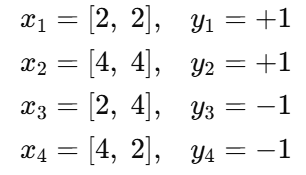 x₁ = [2, 2], y₁ = +1
x₂ = [4, 4], y₂ = +1
x₃ = [2, 4], y₃ = −1
x₄ = [4, 2], y₄ = −1